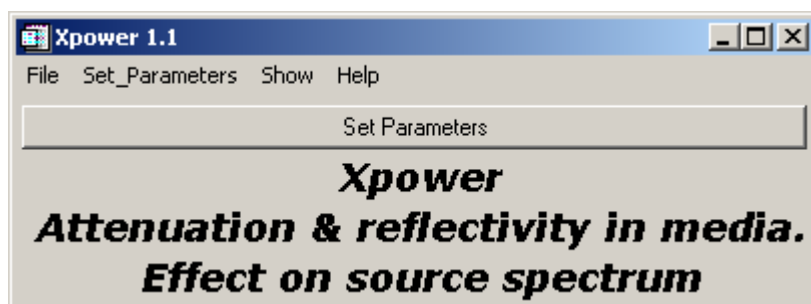 Xpower 1.1
File Set_Parameters Show Help
Set Parameters
Xpower
Attenuation & reflectivity in media.
Effect on source spectrum